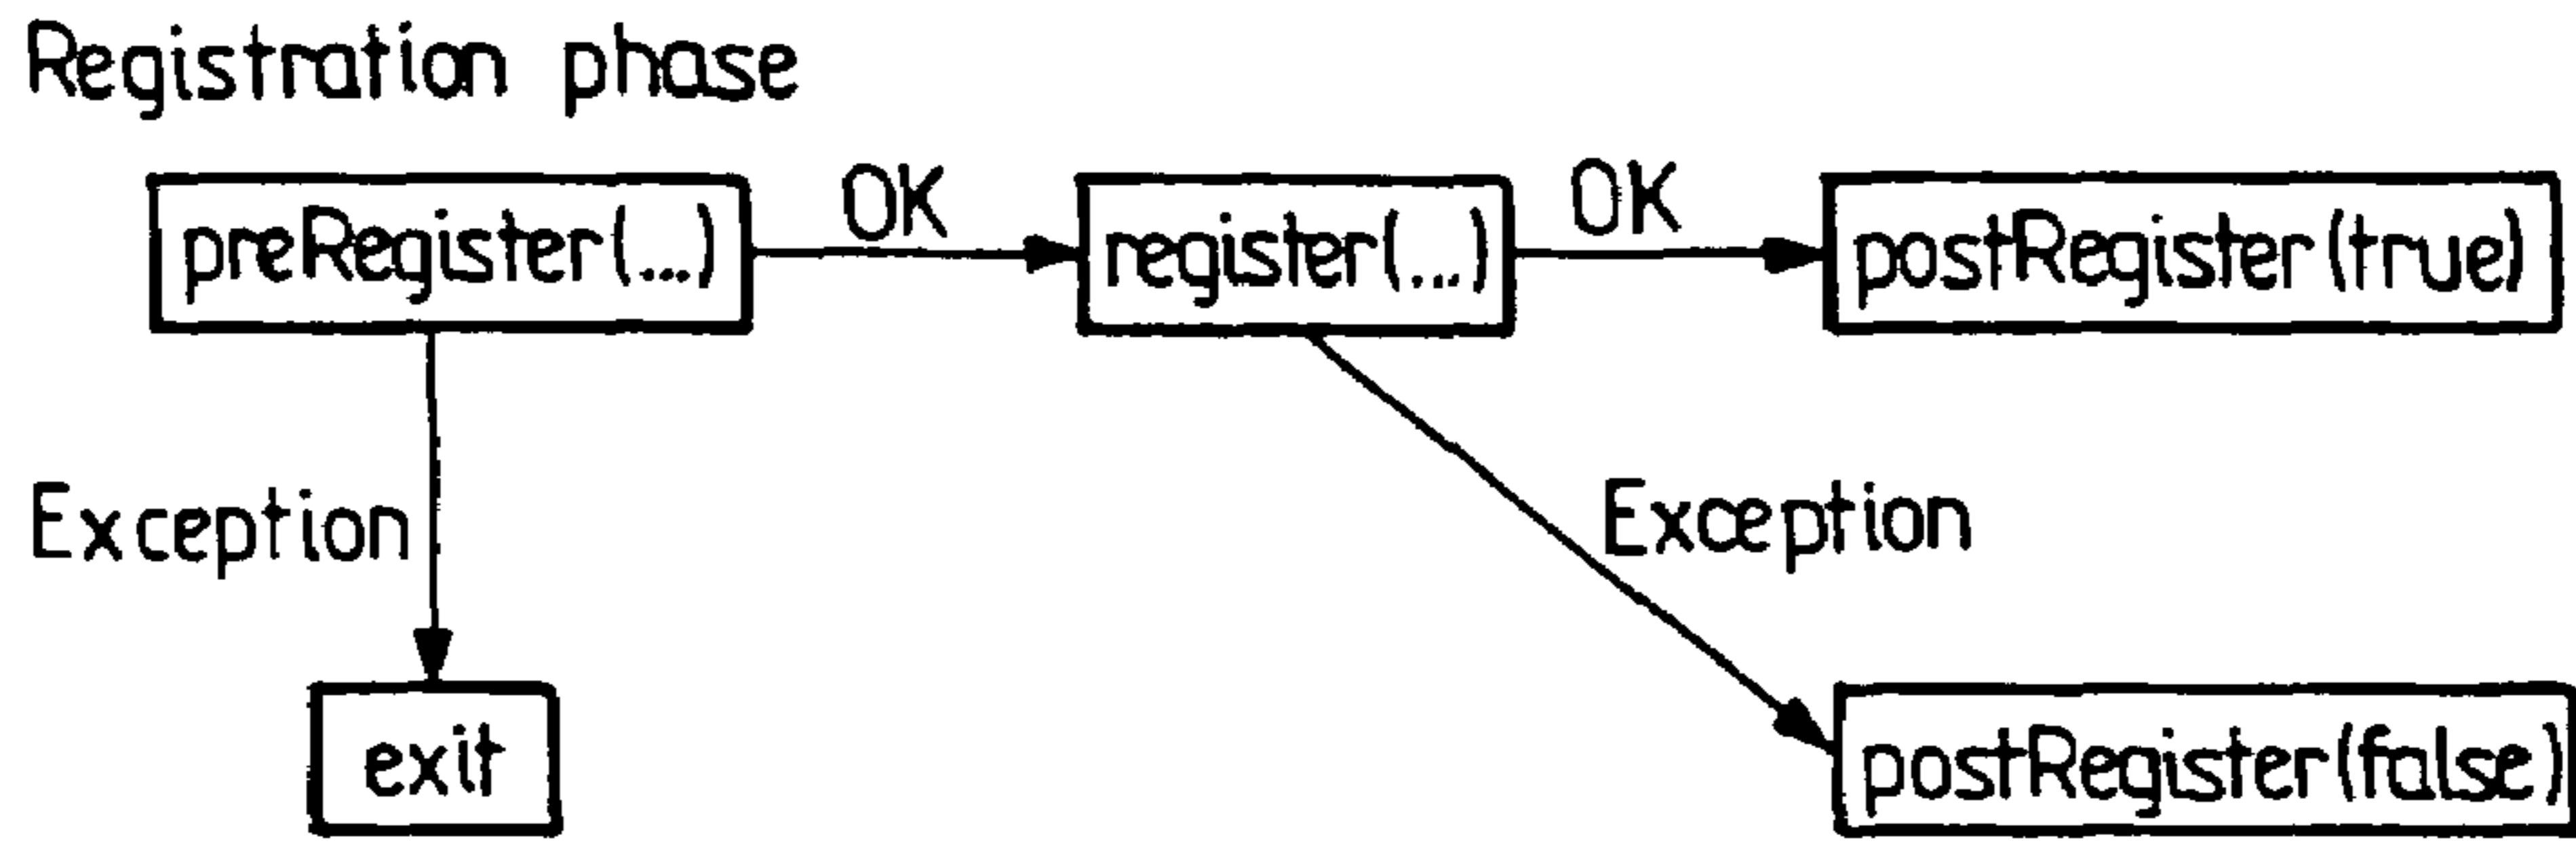 Registration phase
preRegister(...)
OK
register(...)
OK
postRegister(true)
Exception
Exception
exit
postRegister(false)